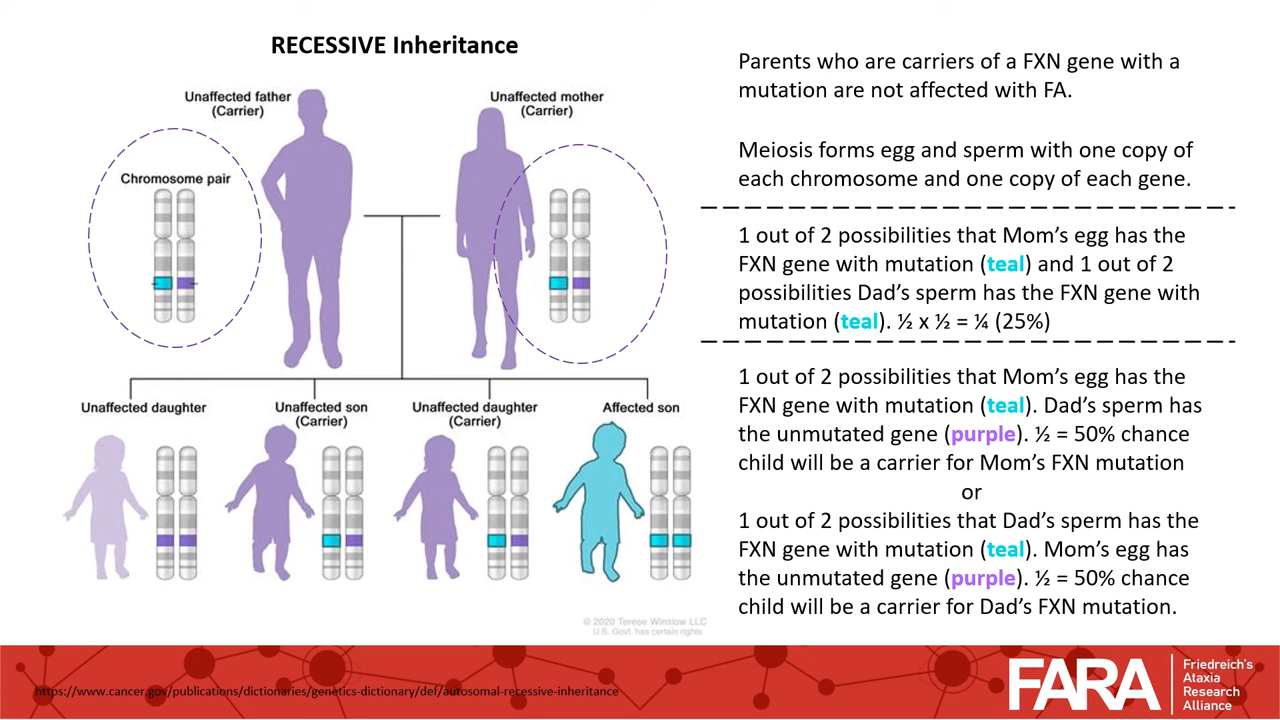 RECESSIVE Inheritance
Unaffected father
(Carrier)
Unaffected mother
(Carrier)
Chromosome pair
Unaffected daughter
Unaffected son
(Carrier)
Unaffected daughter
(Carrier)
Affected son
© 2020 Terese Winslow LLC
U.S. Govt. has certain rights
Parents who are carriers of a FXN gene with a
mutation are not affected with FA.
Meiosis forms egg and sperm with one copy of
each chromosome and one copy of each gene.
1 out of 2 possibilities that Mom’s egg has the
FXN gene with mutation (teal) and 1 out of 2
possibilities Dad’s sperm has the FXN gene with
mutation (teal). ½ x ½ = ¼ (25%)
1 out of 2 possibilities that Mom’s egg has the
FXN gene with mutation (teal). Dad’s sperm has
the unmutated gene (purple). ½ = 50% chance
child will be a carrier for Mom’s FXN mutation
or
1 out of 2 possibilities that Dad’s sperm has the
FXN gene with mutation (teal). Mom’s egg has
the unmutated gene (purple). ½ = 50% chance
child will be a carrier for Dad’s FXN mutation.
https://www.cancer.gov/publications/dictionaries/genetics-dictionary/def/autosomal-recessive-inheritance
FARA
Friedreich's
Ataxia
Research
Alliance